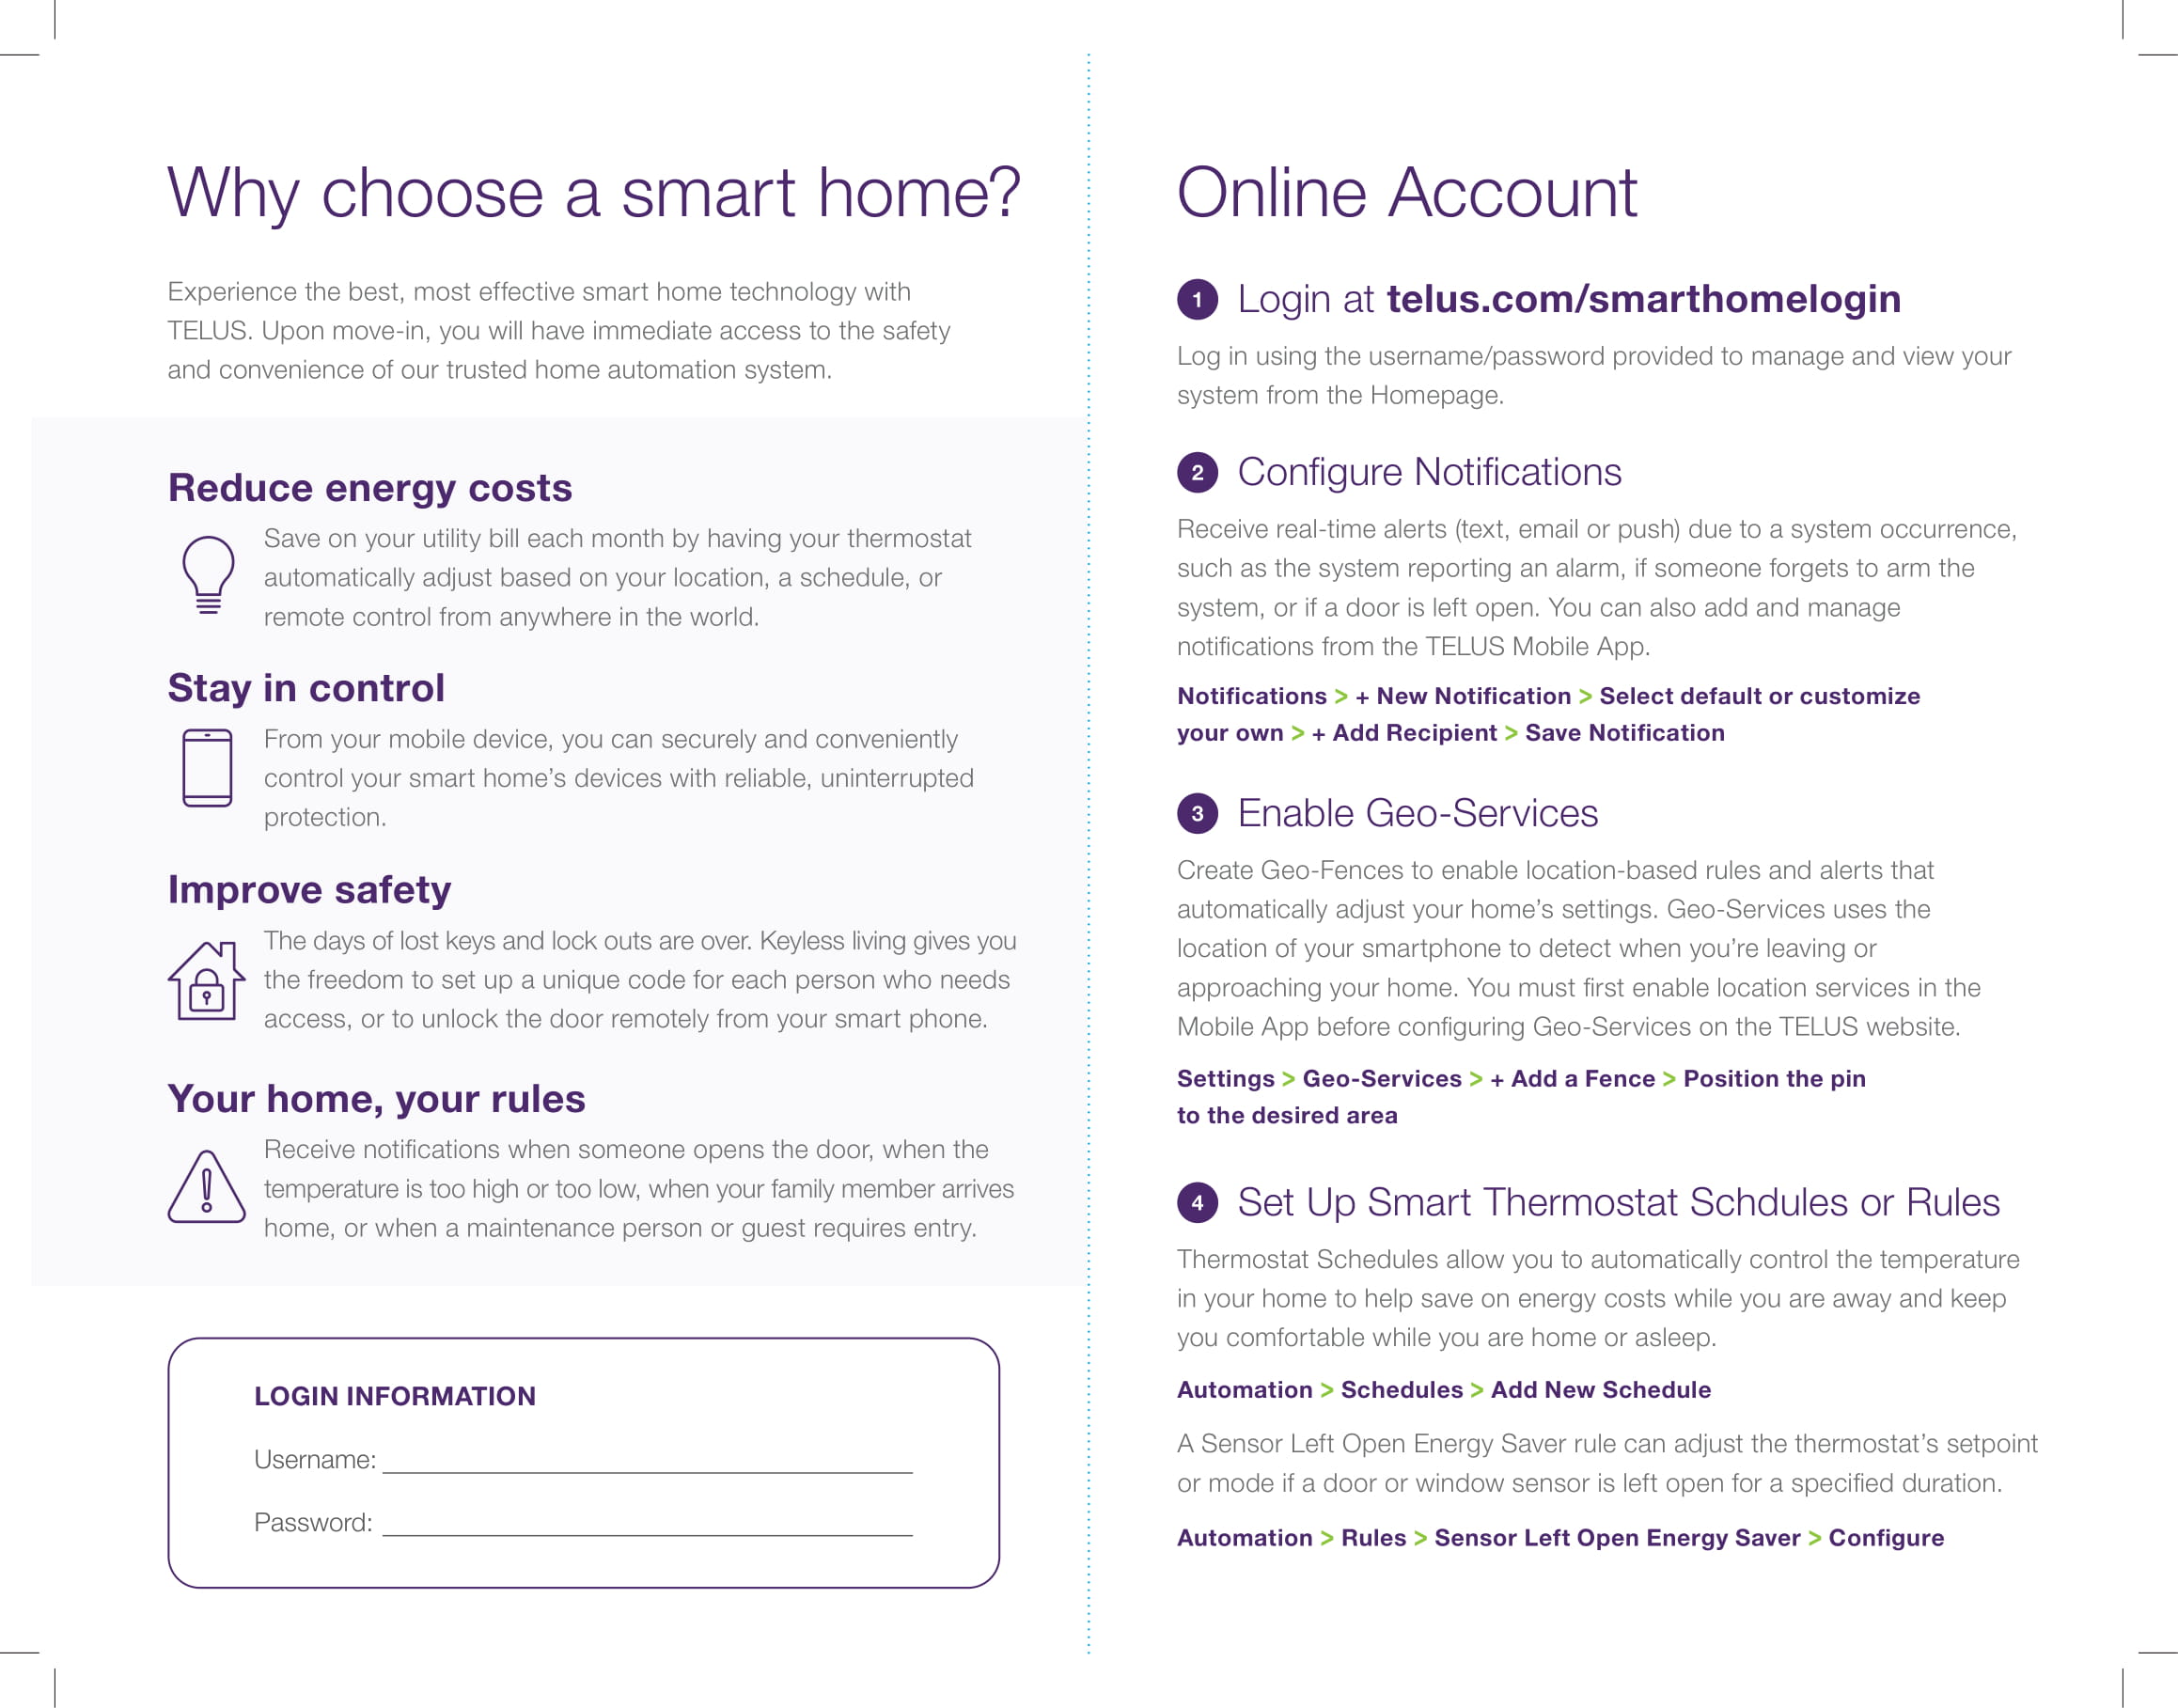 Why choose a smart home?
Experience the best, most effective smart home technology with
TELUS. Upon move-in, you will have immediate access to the safety
and convenience of our trusted home automation system.
Reduce energy costs
Save on your utility bill each month by having your thermostat
automatically adjust based on your location, a schedule, or
remote control from anywhere in the world.
Stay in control
From your mobile device, you can securely and conveniently
control your smart home’s devices with reliable, uninterrupted
protection.
Improve safety
The days of lost keys and lock outs are over. Keyless living gives you
the freedom to set up a unique code for each person who needs
access, or to unlock the door remotely from your smart phone.
Your home, your rules
Receive notifications when someone opens the door, when the
temperature is too high or too low, when your family member arrives
home, or when a maintenance person or guest requires entry.
LOGIN INFORMATION
Username:
Password:
Online Account
1 Login at telus.com/smarthomelogin
Log in using the username/password provided to manage and view your
system from the Homepage.
2 Configure Notifications
Receive real-time alerts (text, email or push) due to a system occurrence,
such as the system reporting an alarm, if someone forgets to arm the
system, or if a door is left open. You can also add and manage
notifications from the TELUS Mobile App.
Notifications > + New Notification > Select default or customize
your own > + Add Recipient > Save Notification
3 Enable Geo-Services
Create Geo-Fences to enable location-based rules and alerts that
automatically adjust your home’s settings. Geo-Services uses the
location of your smartphone to detect when you’re leaving or
approaching your home. You must first enable location services in the
Mobile App before configuring Geo-Services on the TELUS website.
Settings > Geo-Services > + Add a Fence > Position the pin
to the desired area
4 Set Up Smart Thermostat Schdules or Rules
Thermostat Schedules allow you to automatically control the temperature
in your home to help save on energy costs while you are away and keep
you comfortable while you are home or asleep.
Automation > Schedules > Add New Schedule
A Sensor Left Open Energy Saver rule can adjust the thermostat’s setpoint
or mode if a door or window sensor is left open for a specified duration.
Automation > Rules > Sensor Left Open Energy Saver > Configure